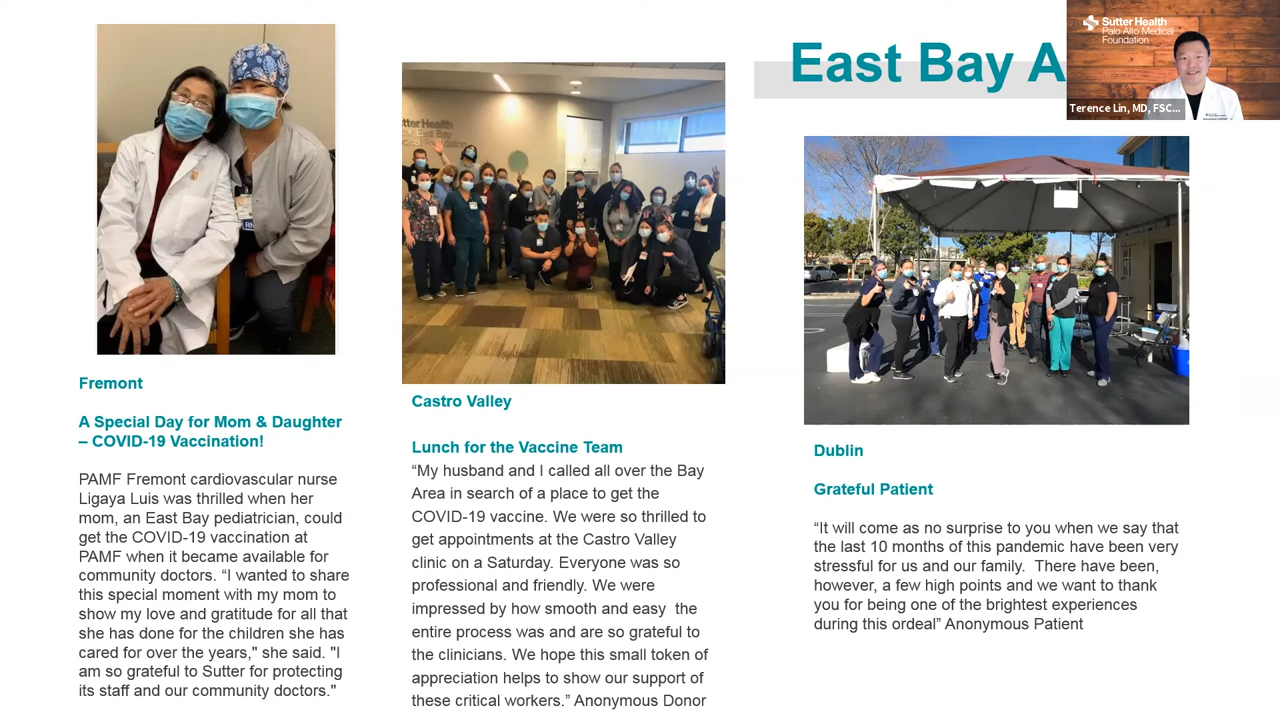 East Bay A
Sutter Health
Palo Alto Medical
Foundation
Terence Lin, MD, FSC...
Sutter Health
East Bay
RN
Fremont
A Special Day for Mom & Daughter
– COVID-19 Vaccination!
PAMF Fremont cardiovascular nurse
Ligaya Luis was thrilled when her
mom, an East Bay pediatrician, could
get the COVID-19 vaccination at
PAMF when it became available for
community doctors. “I wanted to share
this special moment with my mom to
show my love and gratitude for all that
she has done for the children she has
cared for over the years," she said. "I
am so grateful to Sutter for protecting
its staff and our community doctors."
Castro Valley
Lunch for the Vaccine Team
“My husband and I called all over the Bay
Area in search of a place to get the
COVID-19 vaccine. We were so thrilled to
get appointments at the Castro Valley
clinic on a Saturday. Everyone was so
professional and friendly. We were
impressed by how smooth and easy  the
entire process was and are so grateful to
the clinicians. We hope this small token of
appreciation helps to show our support of
these critical workers.” Anonymous Donor
Dublin
Grateful Patient
“It will come as no surprise to you when we say that
the last 10 months of this pandemic have been very
stressful for us and our family.  There have been,
however, a few high points and we want to thank
you for being one of the brightest experiences
during this ordeal” Anonymous Patient